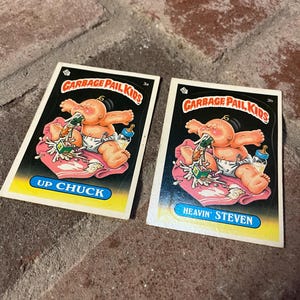 GARBAGE PAIL KIDS
UP CHUCK
GARBAGE PAIL KIDS
HEAVIN' STEVEN